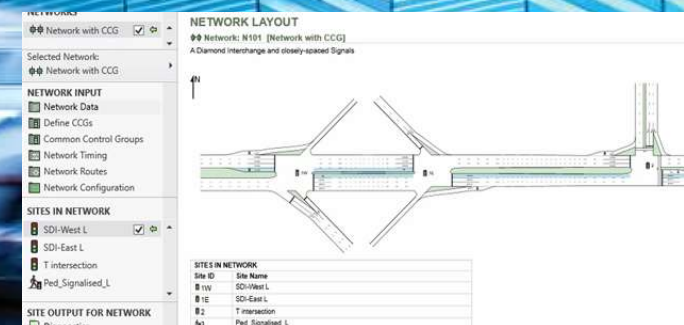 NETWORKS
Network with CCG
Selected Network:
Network with CCG
NETWORK INPUT
Network Data
Define CCGs
Common Control Groups
Network Timing
Network Routes
Network Configuration
SITES IN NETWORK
SDI-West L
SDI-East L
T intersection
Ped_Signalised_L
SITE OUTPUT FOR NETWORK
NETWORK LAYOUT
Network: N101 [Network with CCG]
A Diamond Interchange and closely-spaced Signals
N
1W
1E
SITES IN NETWORK
Site ID Site Name
1W SDI-West L
1E SDI-East L
2 T intersection
Ped_Signalised_L